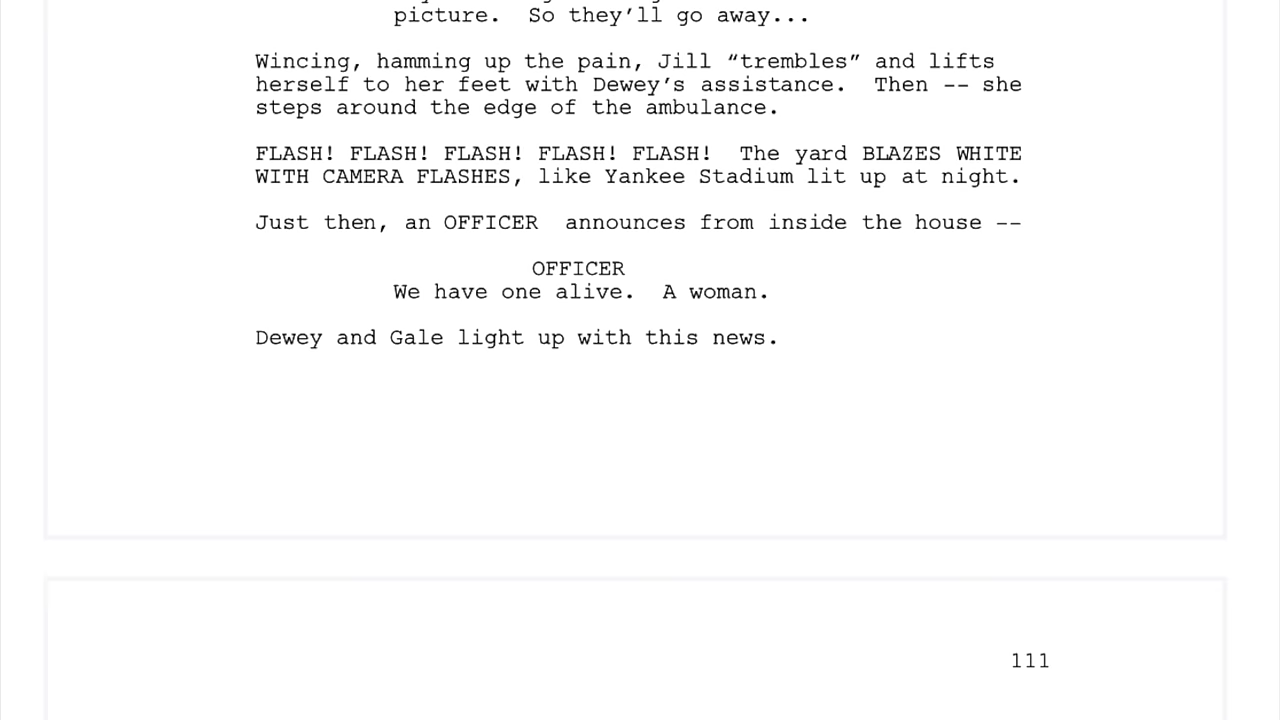 picture.  So they’ll go away...
Wincing, hamming up the pain, Jill “trembles” and lifts
herself to her feet with Dewey’s assistance.  Then -- she
steps around the edge of the ambulance.
FLASH! FLASH! FLASH! FLASH! FLASH!  The yard BLAZES WHITE
WITH CAMERA FLASHES, like Yankee Stadium lit up at night.
Just then, an OFFICER  announces from inside the house --
OFFICER
We have one alive.  A woman.
Dewey and Gale light up with this news.
111